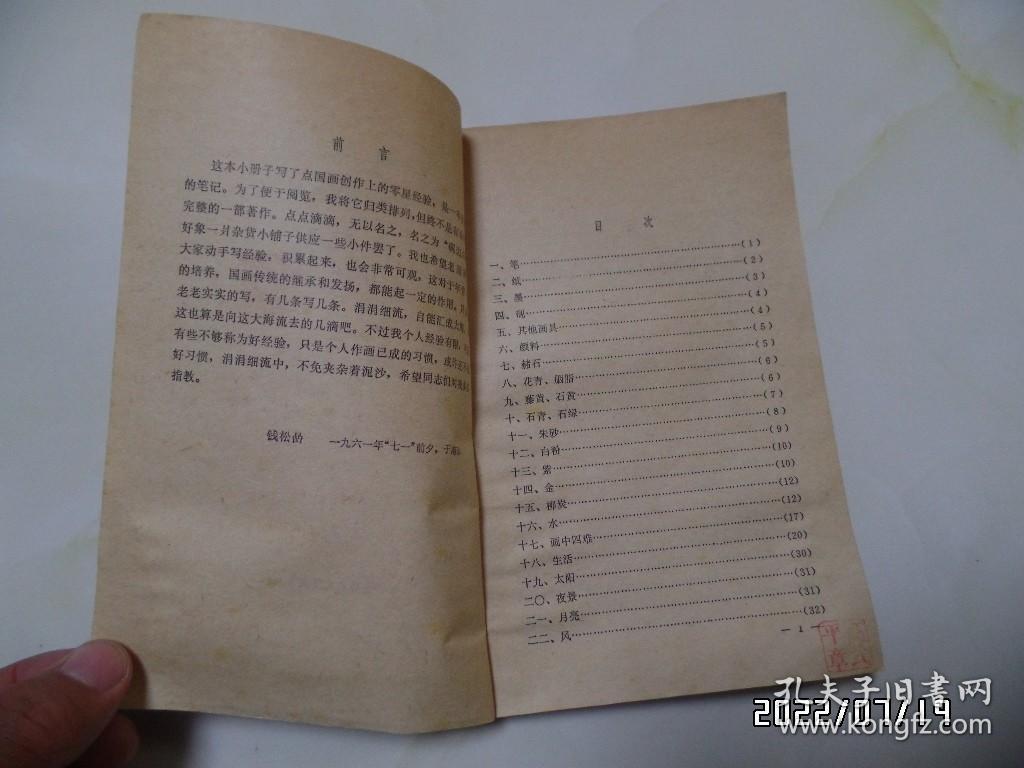 前言
这本小册子写了点国画创作上的零星经验，是一
的笔记。为了便于阅览，我将它归类排列，但终不是
完整的一部著作。点点滴滴，无以名之，名之为“
好象一爿杂货小铺子供应一些小件罢了。我也希望老
大家动手写经验，积累起来，也会非常可观，这对于年
的培养，国画传统的继承和发扬，都能起一定的作用，
老老实实的写，有几条写几条。涓涓细流，自能汇成大
这也算是向这大海流去的几滴吧。不过我个人经验有限，
有些不够称为好经验，只是个人作画已成的习惯，或许还
好习惯，涓涓细流中，不免夹杂着泥沙，希望同志们
指教。
钱松嵒 一九六一年“七一”前夕，于
目次
一、笔……(1)
二、纸……(2)
三、墨……(3)
四、砚……(4)
五、其他画具……(4)
六、颜料……(5)
七、赭石……(5)
八、花青、胭脂……(6)
九、藤黄、石黄……(6)
十、石青、石绿……(7)
十一、朱砂……(8)
十二、白粉……(9)
十三、紫……(10)
十四、金……(10)
十五、柳炭……(12)
十六、水……(12)
十七、画中四难……(17)
十八、生活……(20)
十九、太阳……(30)
二〇、夜景……(31)
二一、月亮……(31)
二二、风……(32)
— 1 —
孔夫子旧书网
www.kongfz.com
2022/07/19